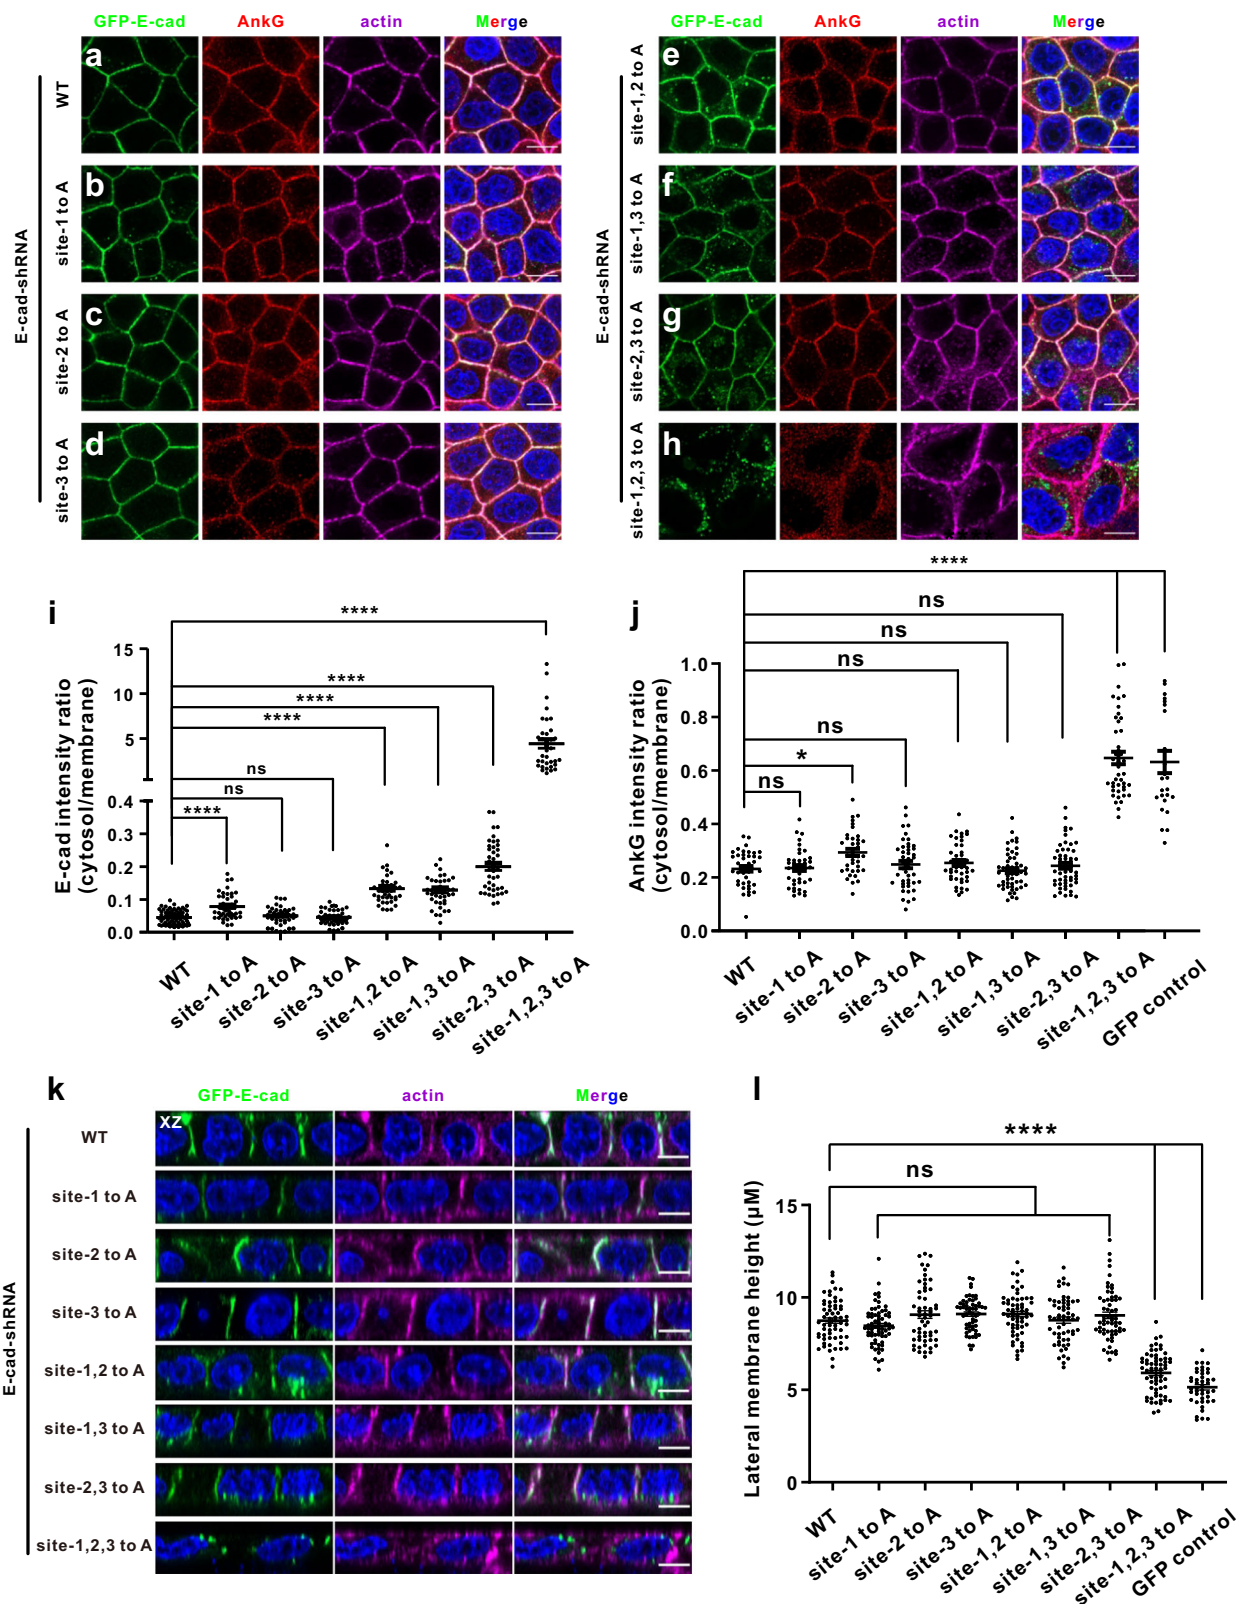 GFP-E-cad AnkG actin Merge
GFP-E-cad AnkG actin Merge
E-cad-shRNA
WT
a
site-1 to A
b
site-2 to A
c
site-3 to A
d
E-cad-shRNA
site-1,2 to A
e
site-1,3 to A
f
site-2,3 to A
g
site-1,2,3 to A
h
i
****
****
****
****
ns
ns
****
E-cad intensity ratio
(cytosol/membrane)
15
10
5
0.4
0.3
0.2
0.1
0.0
WT
site-1 to A
site-2 to A
site-3 to A
site-1,2 to A
site-1,3 to A
site-2,3 to A
site-1,2,3 to A
j
****
ns
ns
ns
ns
*
ns
AnkG intensity ratio
(cytosol/membrane)
1.0
0.8
0.6
0.4
0.2
0.0
WT
site-1 to A
site-2 to A
site-3 to A
site-1,2 to A
site-1,3 to A
site-2,3 to A
site-1,2,3 to A
GFP control
k
GFP-E-cad actin Merge
E-cad-shRNA
XZ
WT
site-1 to A
site-2 to A
site-3 to A
site-1,2 to A
site-1,3 to A
site-2,3 to A
site-1,2,3 to A
l
****
ns
Lateral membrane height (μM)
15
10
5
0
WT
site-1 to A
site-2 to A
site-3 to A
site-1,2 to A
site-1,3 to A
site-2,3 to A
site-1,2,3 to A
GFP control